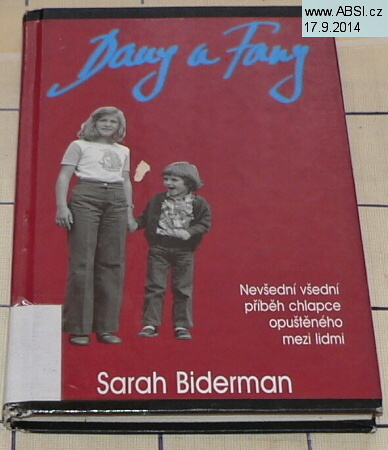 www.ABSI.cz
17.9.2014
Dany a Fany
Nevšední všední
příběh chlapce
opuštěného
mezi lidmi
Sarah Biderman